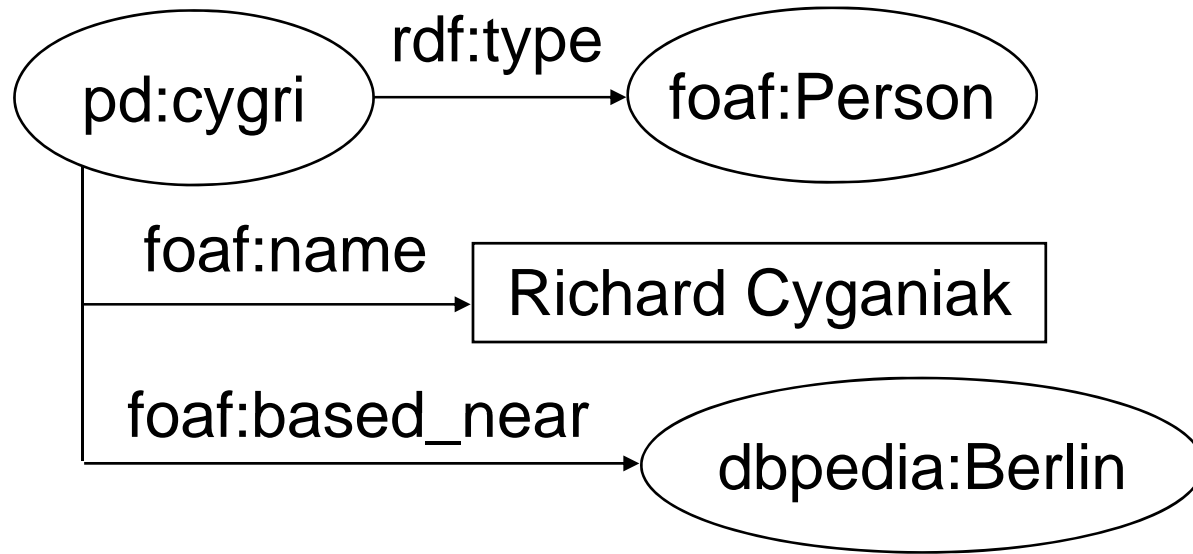 rdf:type
pd:cygri
foaf:Person
foaf:name
Richard Cyganiak
foaf:based_near
dbpedia:Berlin